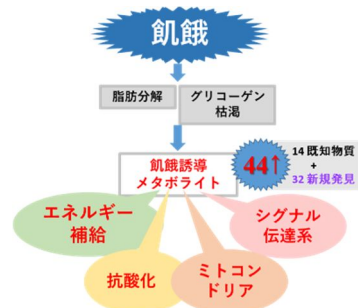 飢餓
脂肪分解
グリコーゲン
枯渇
飢餓誘導
メタボライト
44↑
14 既知物質
+
32 新規発見
エネルギー
補給
シグナル
伝達系
抗酸化
ミトコン
ドリア